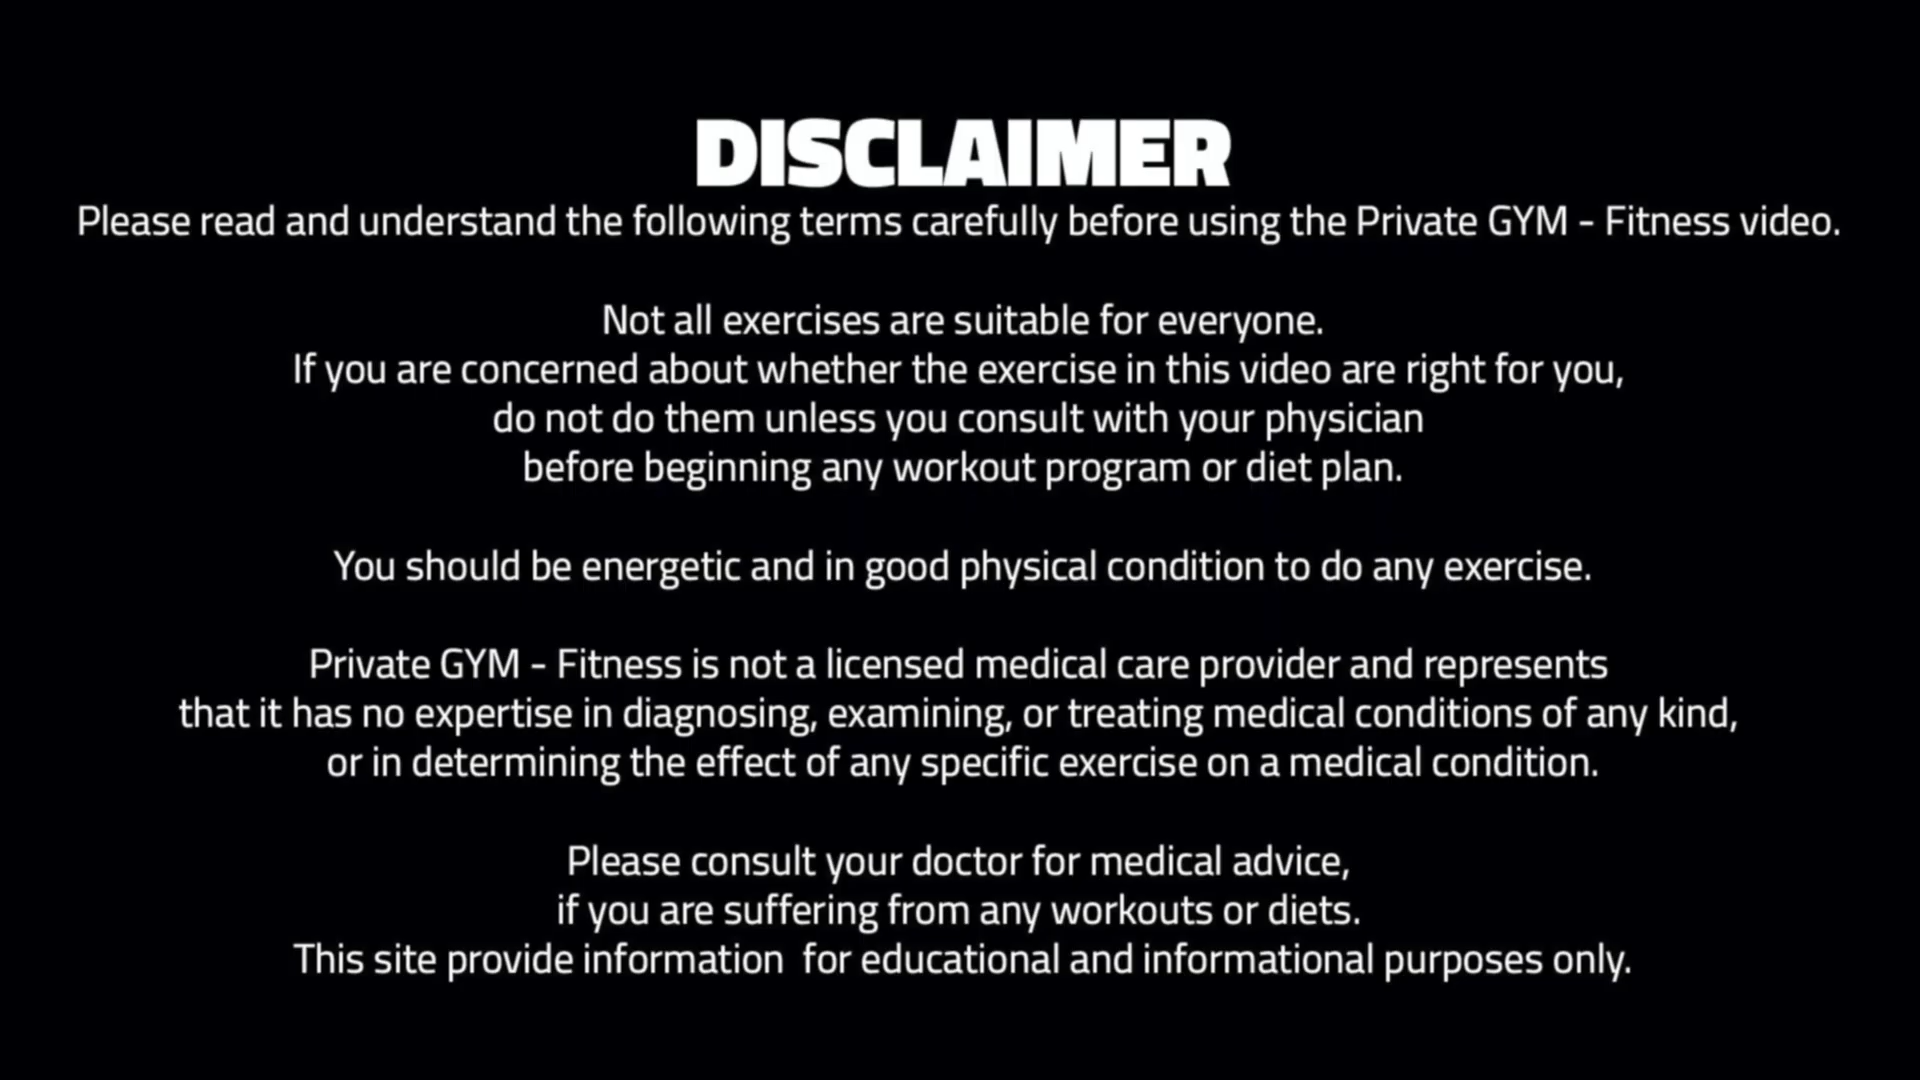 DISCLAIMER
Please read and understand the following terms carefully before using the Private GYM - Fitness video.
Not all exercises are suitable for everyone.
If you are concerned about whether the exercise in this video are right for you,
do not do them unless you consult with your physician
before beginning any workout program or diet plan.
You should be energetic and in good physical condition to do any exercise.
Private GYM - Fitness is not a licensed medical care provider and represents
that it has no expertise in diagnosing, examining, or treating medical conditions of any kind,
or in determining the effect of any specific exercise on a medical condition.
Please consult your doctor for medical advice,
if you are suffering from any workouts or diets.
This site provide information  for educational and informational purposes only.